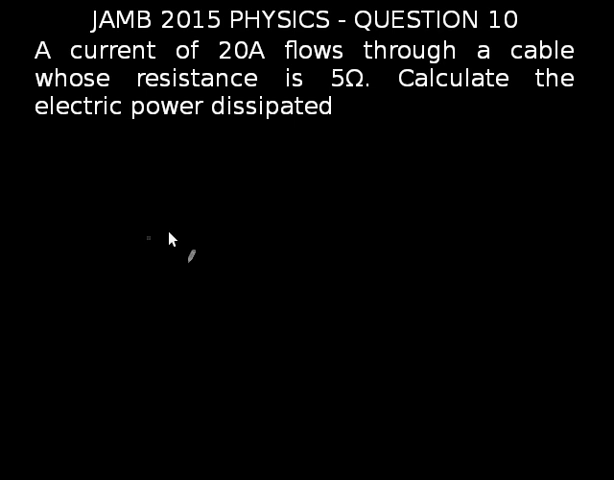 JAMB 2015 PHYSICS - QUESTION 10
A current of 20A flows through a cable
whose resistance is 5Ω. Calculate the
electric power dissipated